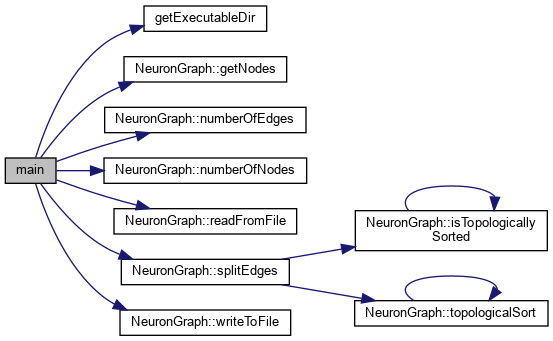 getExecutableDir
NeuronGraph::getNodes
NeuronGraph::numberOfEdges
main
NeuronGraph::numberOfNodes
NeuronGraph::readFromFile
NeuronGraph::isTopologically
Sorted
NeuronGraph::splitEdges
NeuronGraph::topologicalSort
NeuronGraph::writeToFile